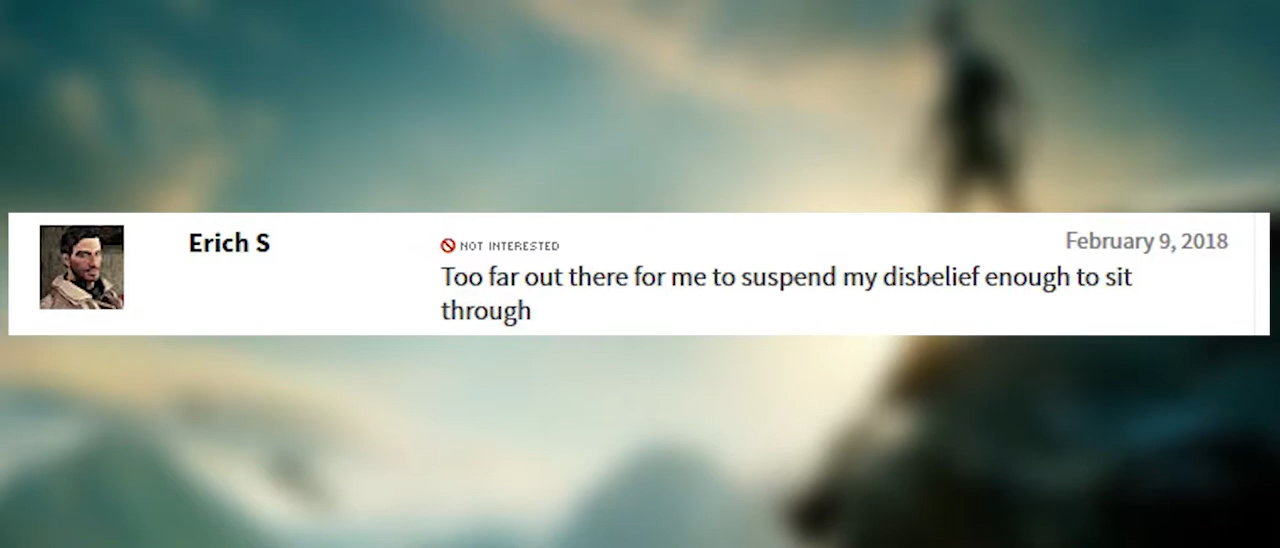 Erich S
NOT INTERESTED
February 9, 2018
Too far out there for me to suspend my disbelief enough to sit
through